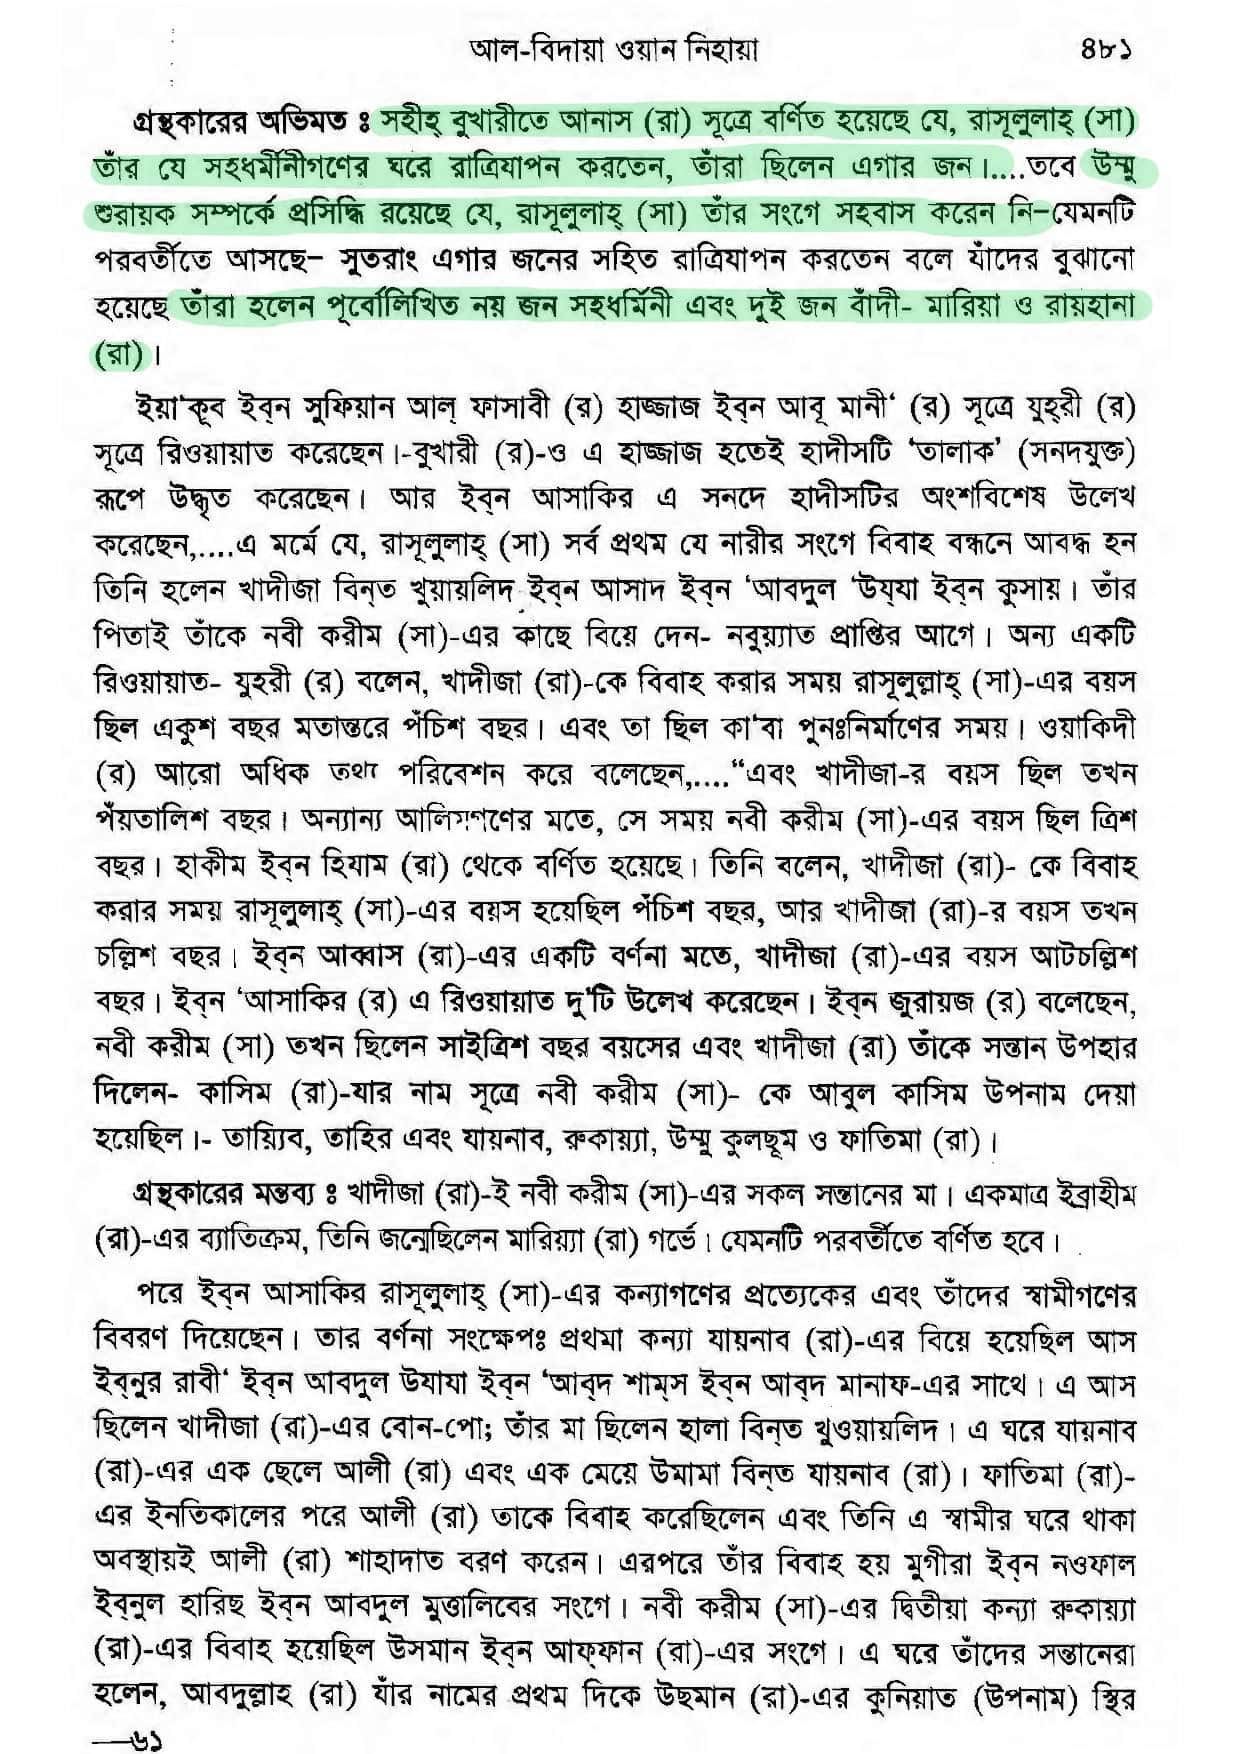 আল-বিদায়া ওয়ান নিহায়া ৪৮১
গ্রন্থকারের অভিমত ঃ সহীহ্ বুখারীতে আনাস (রা) সূত্রে বর্ণিত হয়েছে যে, রাসূলুলাহ্ (সা)
তাঁর যে সহধর্মিনীগণের ঘরে রাত্রিযাপন করতেন, তাঁরা ছিলেন এগার জন।....তবে উম্মু
শুরায়ক সম্পর্কে প্রসিদ্ধি রয়েছে যে, রাসূলুলাহ্ (সা) তাঁর সংগে সহবাস করেন নি–যেমনটি
পরবর্তীতে আসছে– সুতরাং এগার জনের সহিত রাত্রিযাপন করতেন বলে যাঁদের বুঝানো
হয়েছে তাঁরা হলেন পূর্বোলিখিত নয় জন সহধর্মিনী এবং দুই জন বাঁদী- মারিয়া ও রায়হানা
(রা)।
ইয়া'কূব ইব্‌ন সুফিয়ান আল্ ফাসাবী (র) হাজ্জাজ ইব্‌ন আবূ মানী‘ (র) সূত্রে যুহ্‌রী (র)
সূত্রে রিওয়ায়াত করেছেন।-বুখারী (র)-ও এ হাজ্জাজ হতেই হাদীসটি ‘তালাক’ (সনদযুক্ত)
রূপে উদ্ধৃত করেছেন। আর ইব্‌ন আসাকির এ সনদে হাদীসটির অংশবিশেষ উলেখ
করেছেন,....এ মর্মে যে, রাসূলুলাহ্ (সা) সর্ব প্রথম যে নারীর সংগে বিবাহ বন্ধনে আবদ্ধ হন
তিনি হলেন খাদীজা বিন্‌ত খুয়ায়লিদ ইব্‌ন আসাদ ইব্‌ন ‘আবদুল ‘উয্‌যা ইব্‌ন কুসায়। তাঁর
পিতাই তাঁকে নবী করীম (সা)-এর কাছে বিয়ে দেন- নবুয়্যাত প্রাপ্তির আগে। অন্য একটি
রিওয়ায়াত- যুহরী (র) বলেন, খাদীজা (রা)-কে বিবাহ করার সময় রাসূলুল্লাহ্ (সা)-এর বয়স
ছিল একুশ বছর মতান্তরে পঁচিশ বছর। এবং তা ছিল কা'বা পুনঃনির্মাণের সময়। ওয়াকিদী
(র) আরো অধিক তথ্য পরিবেশন করে বলেছেন,....“এবং খাদীজা-র বয়স ছিল তখন
পঁয়তালিশ বছর। অন্যান্য আলিমগণের মতে, সে সময় নবী করীম (সা)-এর বয়স ছিল ত্রিশ
বছর। হাকীম ইব্‌ন হিযাম (রা) থেকে বর্ণিত হয়েছে। তিনি বলেন, খাদীজা (রা)- কে বিবাহ
করার সময় রাসূলুলাহ্ (সা)-এর বয়স হয়েছিল পঁচিশ বছর, আর খাদীজা (রা)-র বয়স তখন
চল্লিশ বছর। ইব্‌ন আব্বাস (রা)-এর একটি বর্ণনা মতে, খাদীজা (রা)-এর বয়স আটচল্লিশ
বছর। ইব্‌ন ‘আসাকির (র) এ রিওয়ায়াত দু'টি উলেখ করেছেন। ইব্‌ন জুরায়জ (র) বলেছেন,
নবী করীম (সা) তখন ছিলেন সাইত্রিশ বছর বয়সের এবং খাদীজা (রা) তাঁকে সন্তান উপহার
দিলেন- কাসিম (রা)-যার নাম সূত্রে নবী করীম (সা)- কে আবুল কাসিম উপনাম দেয়া
হয়েছিল।- তায়্যিব, তাহির এবং যায়নাব, রুকায়্যা, উম্মু কুলছূম ও ফাতিমা (রা)।
গ্রন্থকারের মন্তব্য ঃ খাদীজা (রা)-ই নবী করীম (সা)-এর সকল সন্তানের মা। একমাত্র ইব্রাহীম
(রা)-এর ব্যাতিক্রম, তিনি জন্মেছিলেন মারিয়্যা (রা) গর্ভে। যেমনটি পরবর্তীতে বর্ণিত হবে।
পরে ইব্‌ন আসাকির রাসূলুলাহ্ (সা)-এর কন্যাগণের প্রত্যেকের এবং তাঁদের স্বামীগণের
বিবরণ দিয়েছেন। তার বর্ণনা সংক্ষেপঃ প্রথমা কন্যা যায়নাব (রা)-এর বিয়ে হয়েছিল আস
ইব্‌নুর রাবী‘ ইব্‌ন আবদুল উযাযা ইব্‌ন ‘আব্‌দ শাম্‌স ইব্‌ন আব্‌দ মানাফ-এর সাথে। এ আস
ছিলেন খাদীজা (রা)-এর বোন-পো; তাঁর মা ছিলেন হালা বিন্‌ত খুওয়ায়লিদ। এ ঘরে যায়নাব
(রা)-এর এক ছেলে আলী (রা) এবং এক মেয়ে উমামা বিন্‌ত যায়নাব (রা)। ফাতিমা (রা)-
এর ইনতিকালের পরে আলী (রা) তাকে বিবাহ করেছিলেন এবং তিনি এ স্বামীর ঘরে থাকা
অবস্থায়ই আলী (রা) শাহাদাত বরণ করেন। এরপরে তাঁর বিবাহ হয় মুগীরা ইব্‌ন নওফাল
ইব্‌নুল হারিছ ইব্‌ন আবদুল মুত্তালিবের সংগে। নবী করীম (সা)-এর দ্বিতীয়া কন্যা রুকায়্যা
(রা)-এর বিবাহ হয়েছিল উসমান ইব্‌ন আফ্‌ফান (রা)-এর সংগে। এ ঘরে তাঁদের সন্তানেরা
হলেন, আবদুল্লাহ (রা) যাঁর নামের প্রথম দিকে উছমান (রা)-এর কুনিয়াত (উপনাম) স্থির
—৬১